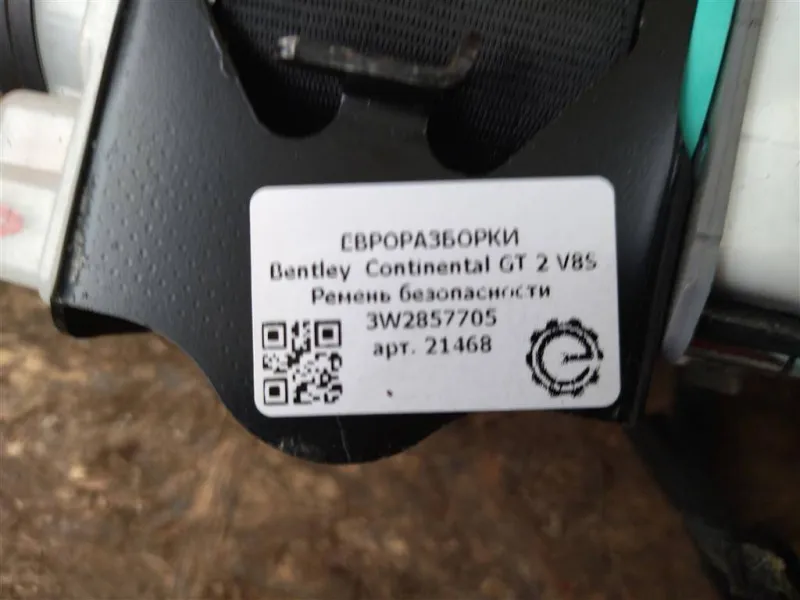 ЕВРОРАЗБОРКИ
Bentley Continental GT 2 V8S
Ремень безопасности
3W2857705
арт. 21468